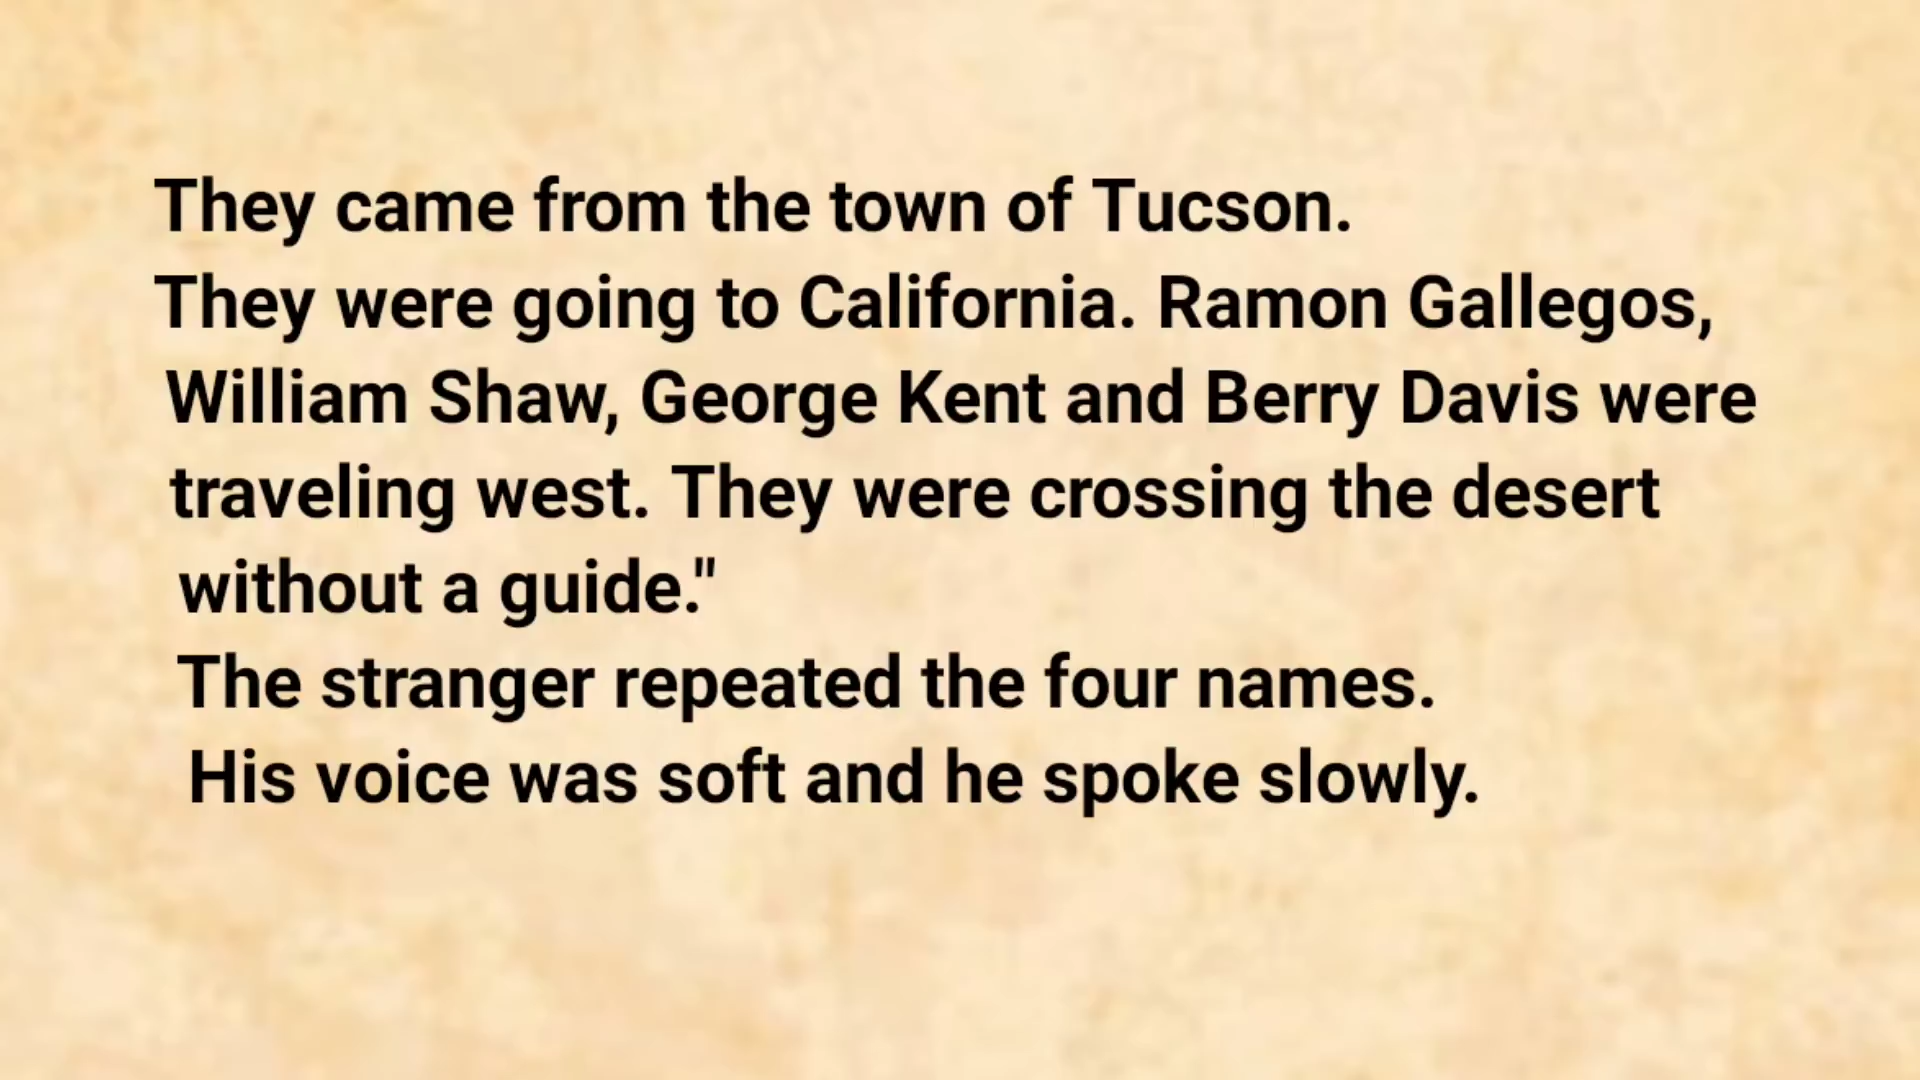 They came from the town of Tucson.
They were going to California. Ramon Gallegos,
William Shaw, George Kent and Berry Davis were
traveling west. They were crossing the desert
without a guide."
The stranger repeated the four names.
His voice was soft and he spoke slowly.